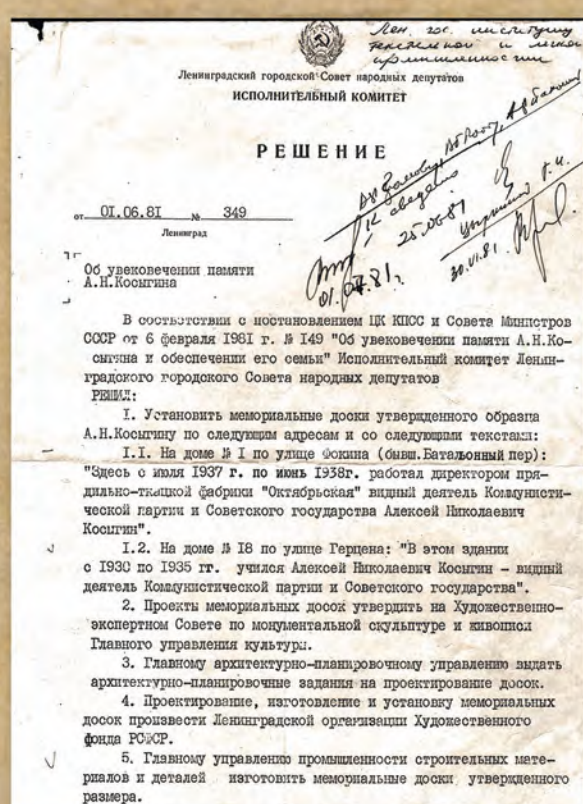 Лен. гос. институту
текстильной и легкой
промышленности
Ленинградский городской Совет народных депутатов
ИСПОЛНИТЕЛЬНЫЙ КОМИТЕТ
РЕШЕНИЕ
К сведению
25.06.81
01.07.81г.
30.VI.81.
от 01.06.81 № 349
Ленинград
Об увековечении памяти
А.Н.Косыгина
В соответствии с постановлением ЦК КПСС и Совета Министров
СССР от 6 февраля 1981 г. № 149 "Об увековечении памяти А.Н.Ко-
сыгина и обеспечении его семьи" Исполнительный комитет Ленин-
градского городского Совета народных депутатов
РЕШИЛ:
I. Установить мемориальные доски утвержденного образца
А.Н.Косыгину по следующим адресам и со следующими текстами:
I.I. На доме № I по улице Фокина (бывш.Батальонный пер):
"Здесь с июля 1937 г. по июнь 1938г. работал директором пря-
дильно-ткацкой фабрики "Октябрьская" видный деятель Коммунисти-
ческой партии и Советского государства Алексей Николаевич
Косыгин".
I.2. На доме № I8 по улице Герцена: "В этом здании
с 1930 по 1935 гг. учился Алексей Николаевич Косыгин - видный
деятель Коммунистической партии и Советского государства".
2. Проекты мемориальных досок утвердить на Художественно-
экспертном Совете по монументальной скульптуре и живописи
Главного управления культуры.
3. Главному архитектурно-планировочному управлению выдать
архитектурно-планировочные задания на проектирование досок.
4. Проектирование, изготовление и установку мемориальных
досок произвести Ленинградской организации Художественного
фонда РСФСР.
5. Главному управлению промышленности строительных мате-
риалов и деталей изготовить мемориальные доски утвержденного
размера.